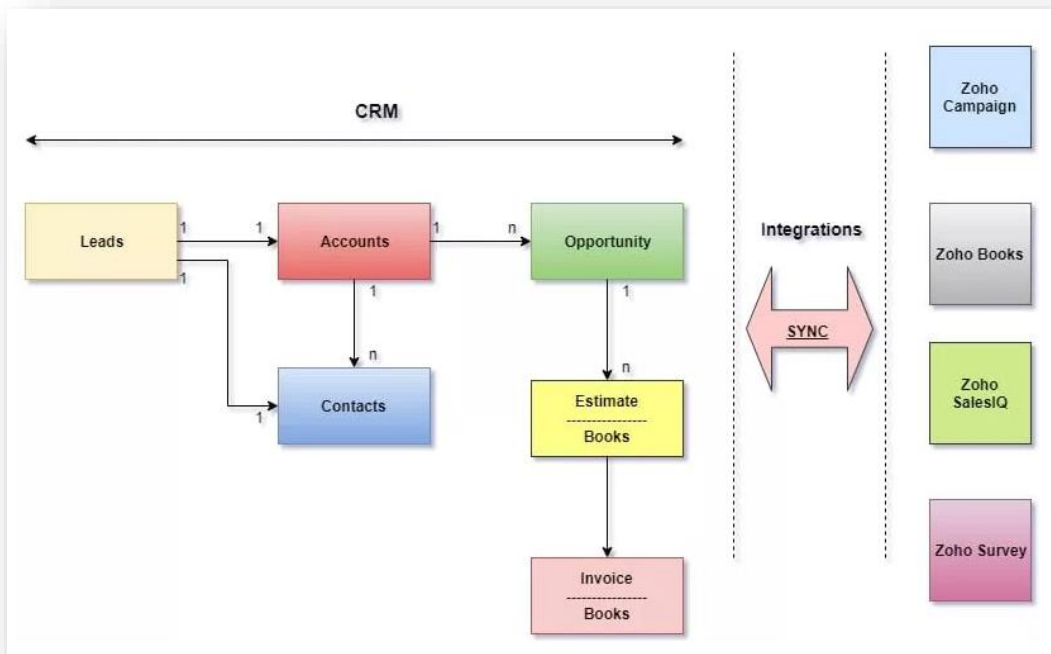 CRM
Leads
1
1
Accounts
1
n
Opportunity
1
1
n
1
Contacts
1
n
Estimate
----------------
Books
Invoice
----------------
Books
Integrations
SYNC
Zoho
Campaign
Zoho Books
Zoho
SalesIQ
Zoho Survey